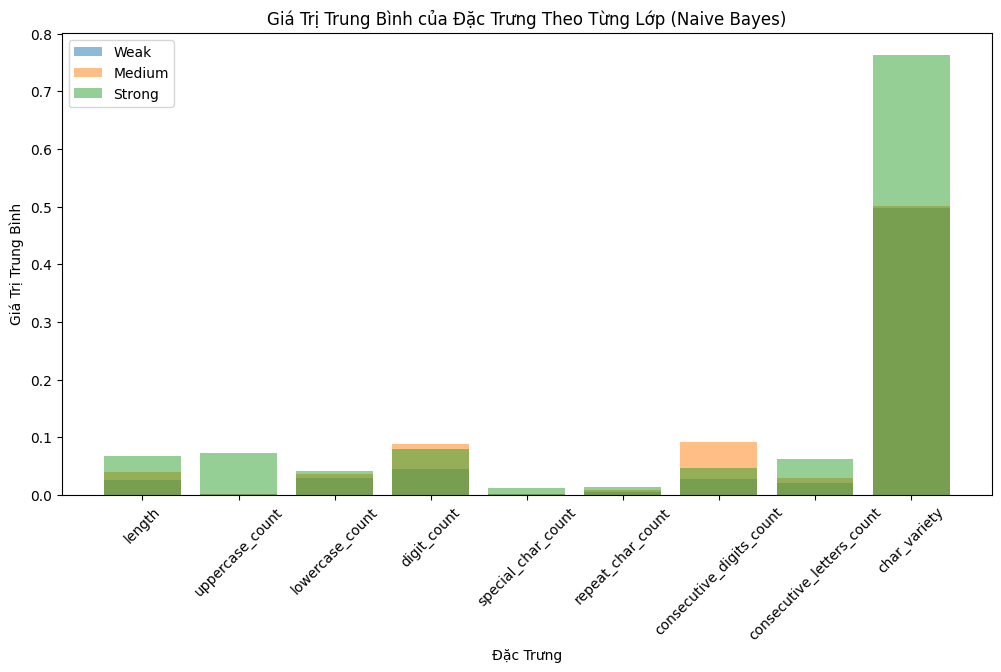 Giá Trị Trung Bình của Đặc Trưng Theo Từng Lớp (Naive Bayes)
Weak
Medium
Strong
0.8
0.7
0.6
0.5
0.4
0.3
0.2
0.1
0.0
Giá Trị Trung Bình
length
uppercase_count
lowercase_count
digit_count
special_char_count
repeat_char_count
consecutive_digits_count
consecutive_letters_count
char_variety
Đặc Trưng